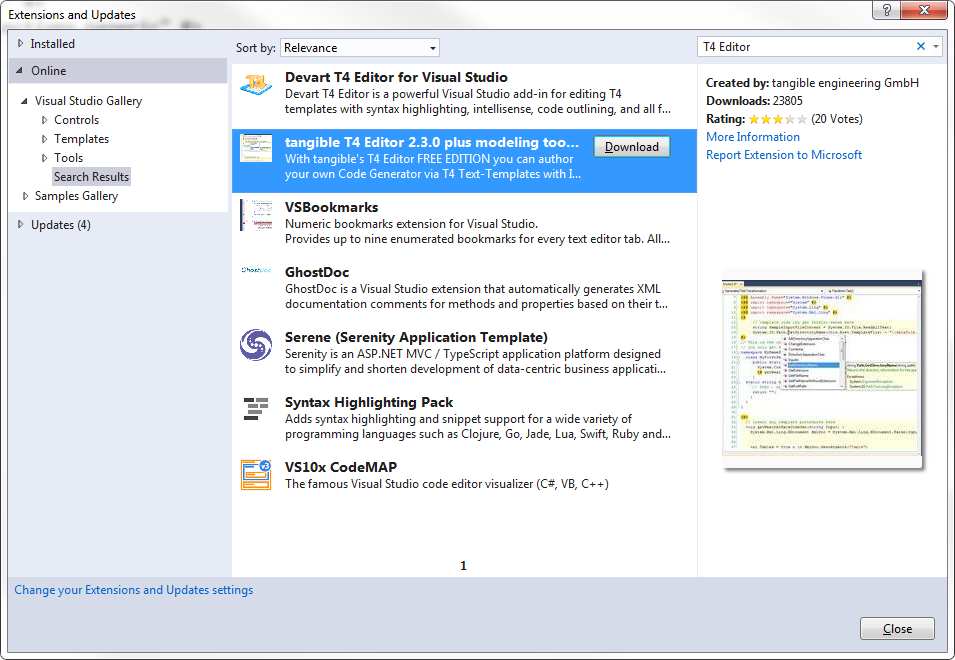 Extensions and Updates
Installed
Online
Visual Studio Gallery
Controls
Templates
Tools
Search Results
Samples Gallery
Updates (4)
Sort by: Relevance
Devart T4 Editor for Visual Studio
Devart T4 Editor is a powerful Visual Studio add-in for editing T4
templates with syntax highlighting, intellisense, code outlining, and all f...
tangible T4 Editor 2.3.0 plus modeling too...
Download
With tangible's T4 Editor FREE EDITION you can author
your own Code Generator via T4 Text-Templates with I...
VSBookmarks
Numeric bookmarks extension for Visual Studio.
Provides up to nine enumerated bookmarks for every text editor tab. All...
GhostDoc
GhostDoc
GhostDoc is a Visual Studio extension that automatically generates XML
documentation comments for methods and properties based on their t...
Serene (Serenity Application Template)
Serenity is an ASP.NET MVC / TypeScript application platform designed
to simplify and shorten development of data-centric business applicati...
Syntax Highlighting Pack
Adds syntax highlighting and snippet support for a wide variety of
programming languages such as Clojure, Go, Jade, Lua, Swift, Ruby and...
VS10x CodeMAP
The famous Visual Studio code editor visualizer (C#, VB, C++)
1
T4 Editor
Created by: tangible engineering GmbH
Downloads: 23805
Rating: (20 Votes)
More Information
Report Extension to Microsoft
Change your Extensions and Updates settings
Close